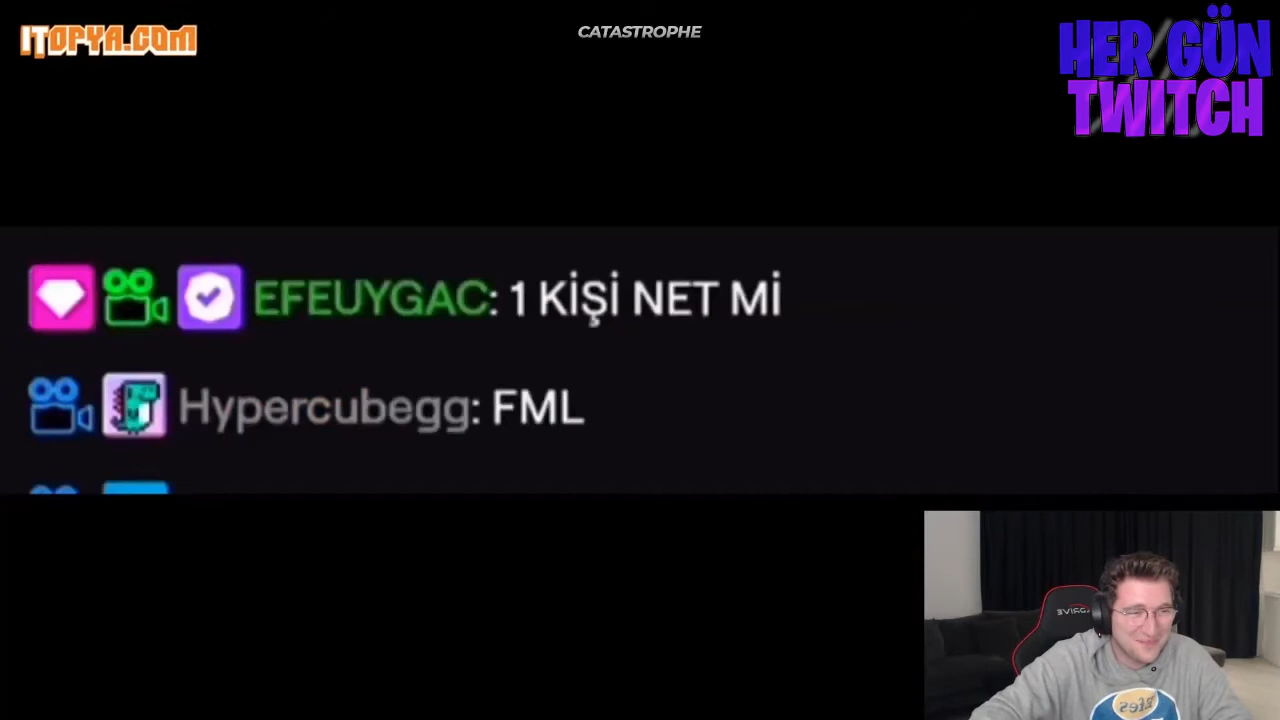 ITOPYA.COM
CATASTROPHE
HER GÜN
TWITCH
EFEUYGAC: 1 KİŞİ NET Mİ
Hypercubegg: FML